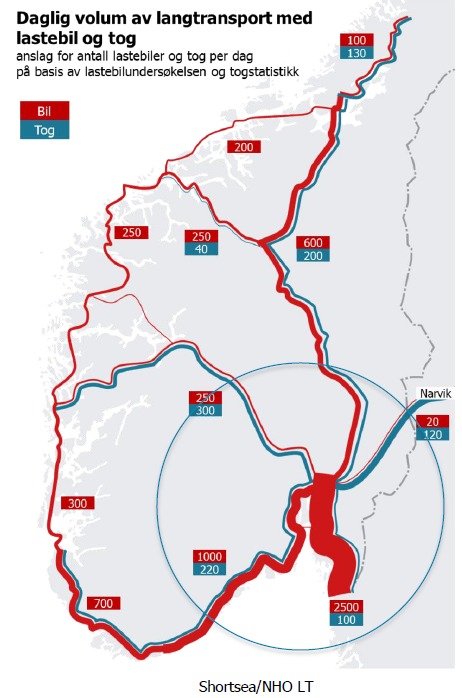 Daglig volum av langtransport med
lastebil og tog
anslag for antall lastebiler og tog per dag
på basis av lastebilundersøkelsen og togstatistikk
Bil
Tog
100
130
200
250
250
40
600
200
Narvik
20
120
250
300
300
1000
220
700
2500
100
Shortsea/NHO LT